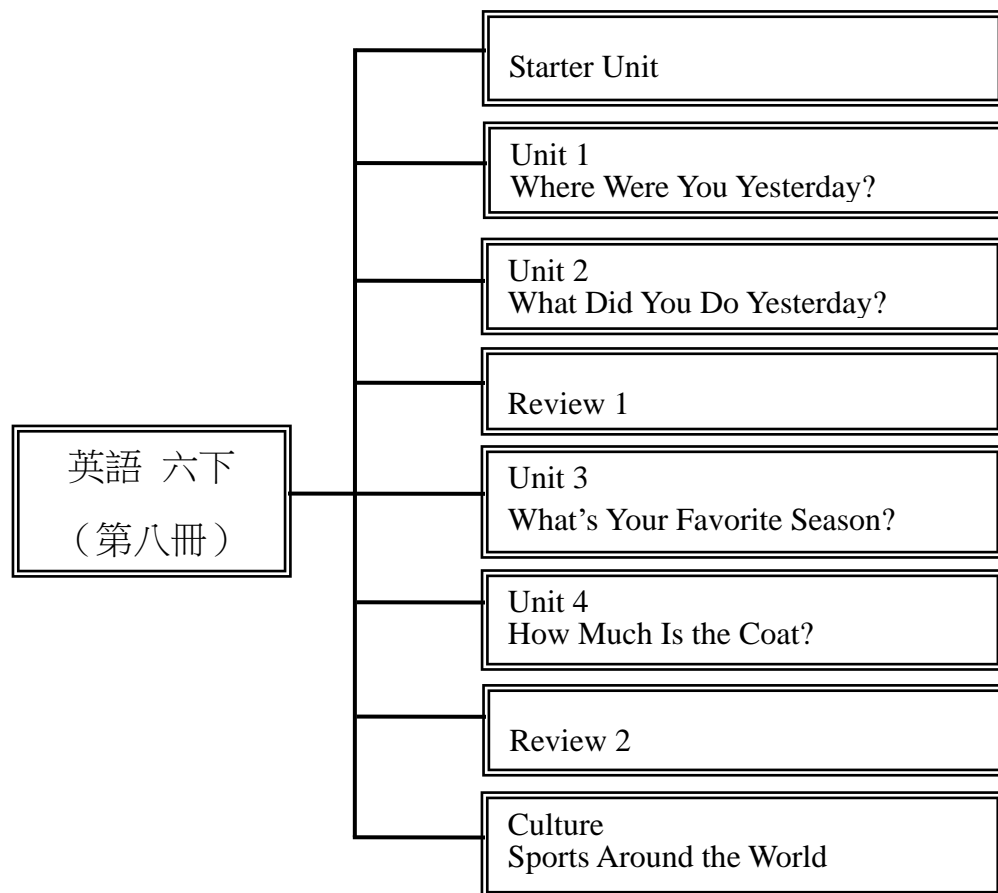 英語 六下
（第八冊）
Starter Unit
Unit 1
Where Were You Yesterday?
Unit 2
What Did You Do Yesterday?
Review 1
Unit 3
What’s Your Favorite Season?
Unit 4
How Much Is the Coat?
Review 2
Culture
Sports Around the World